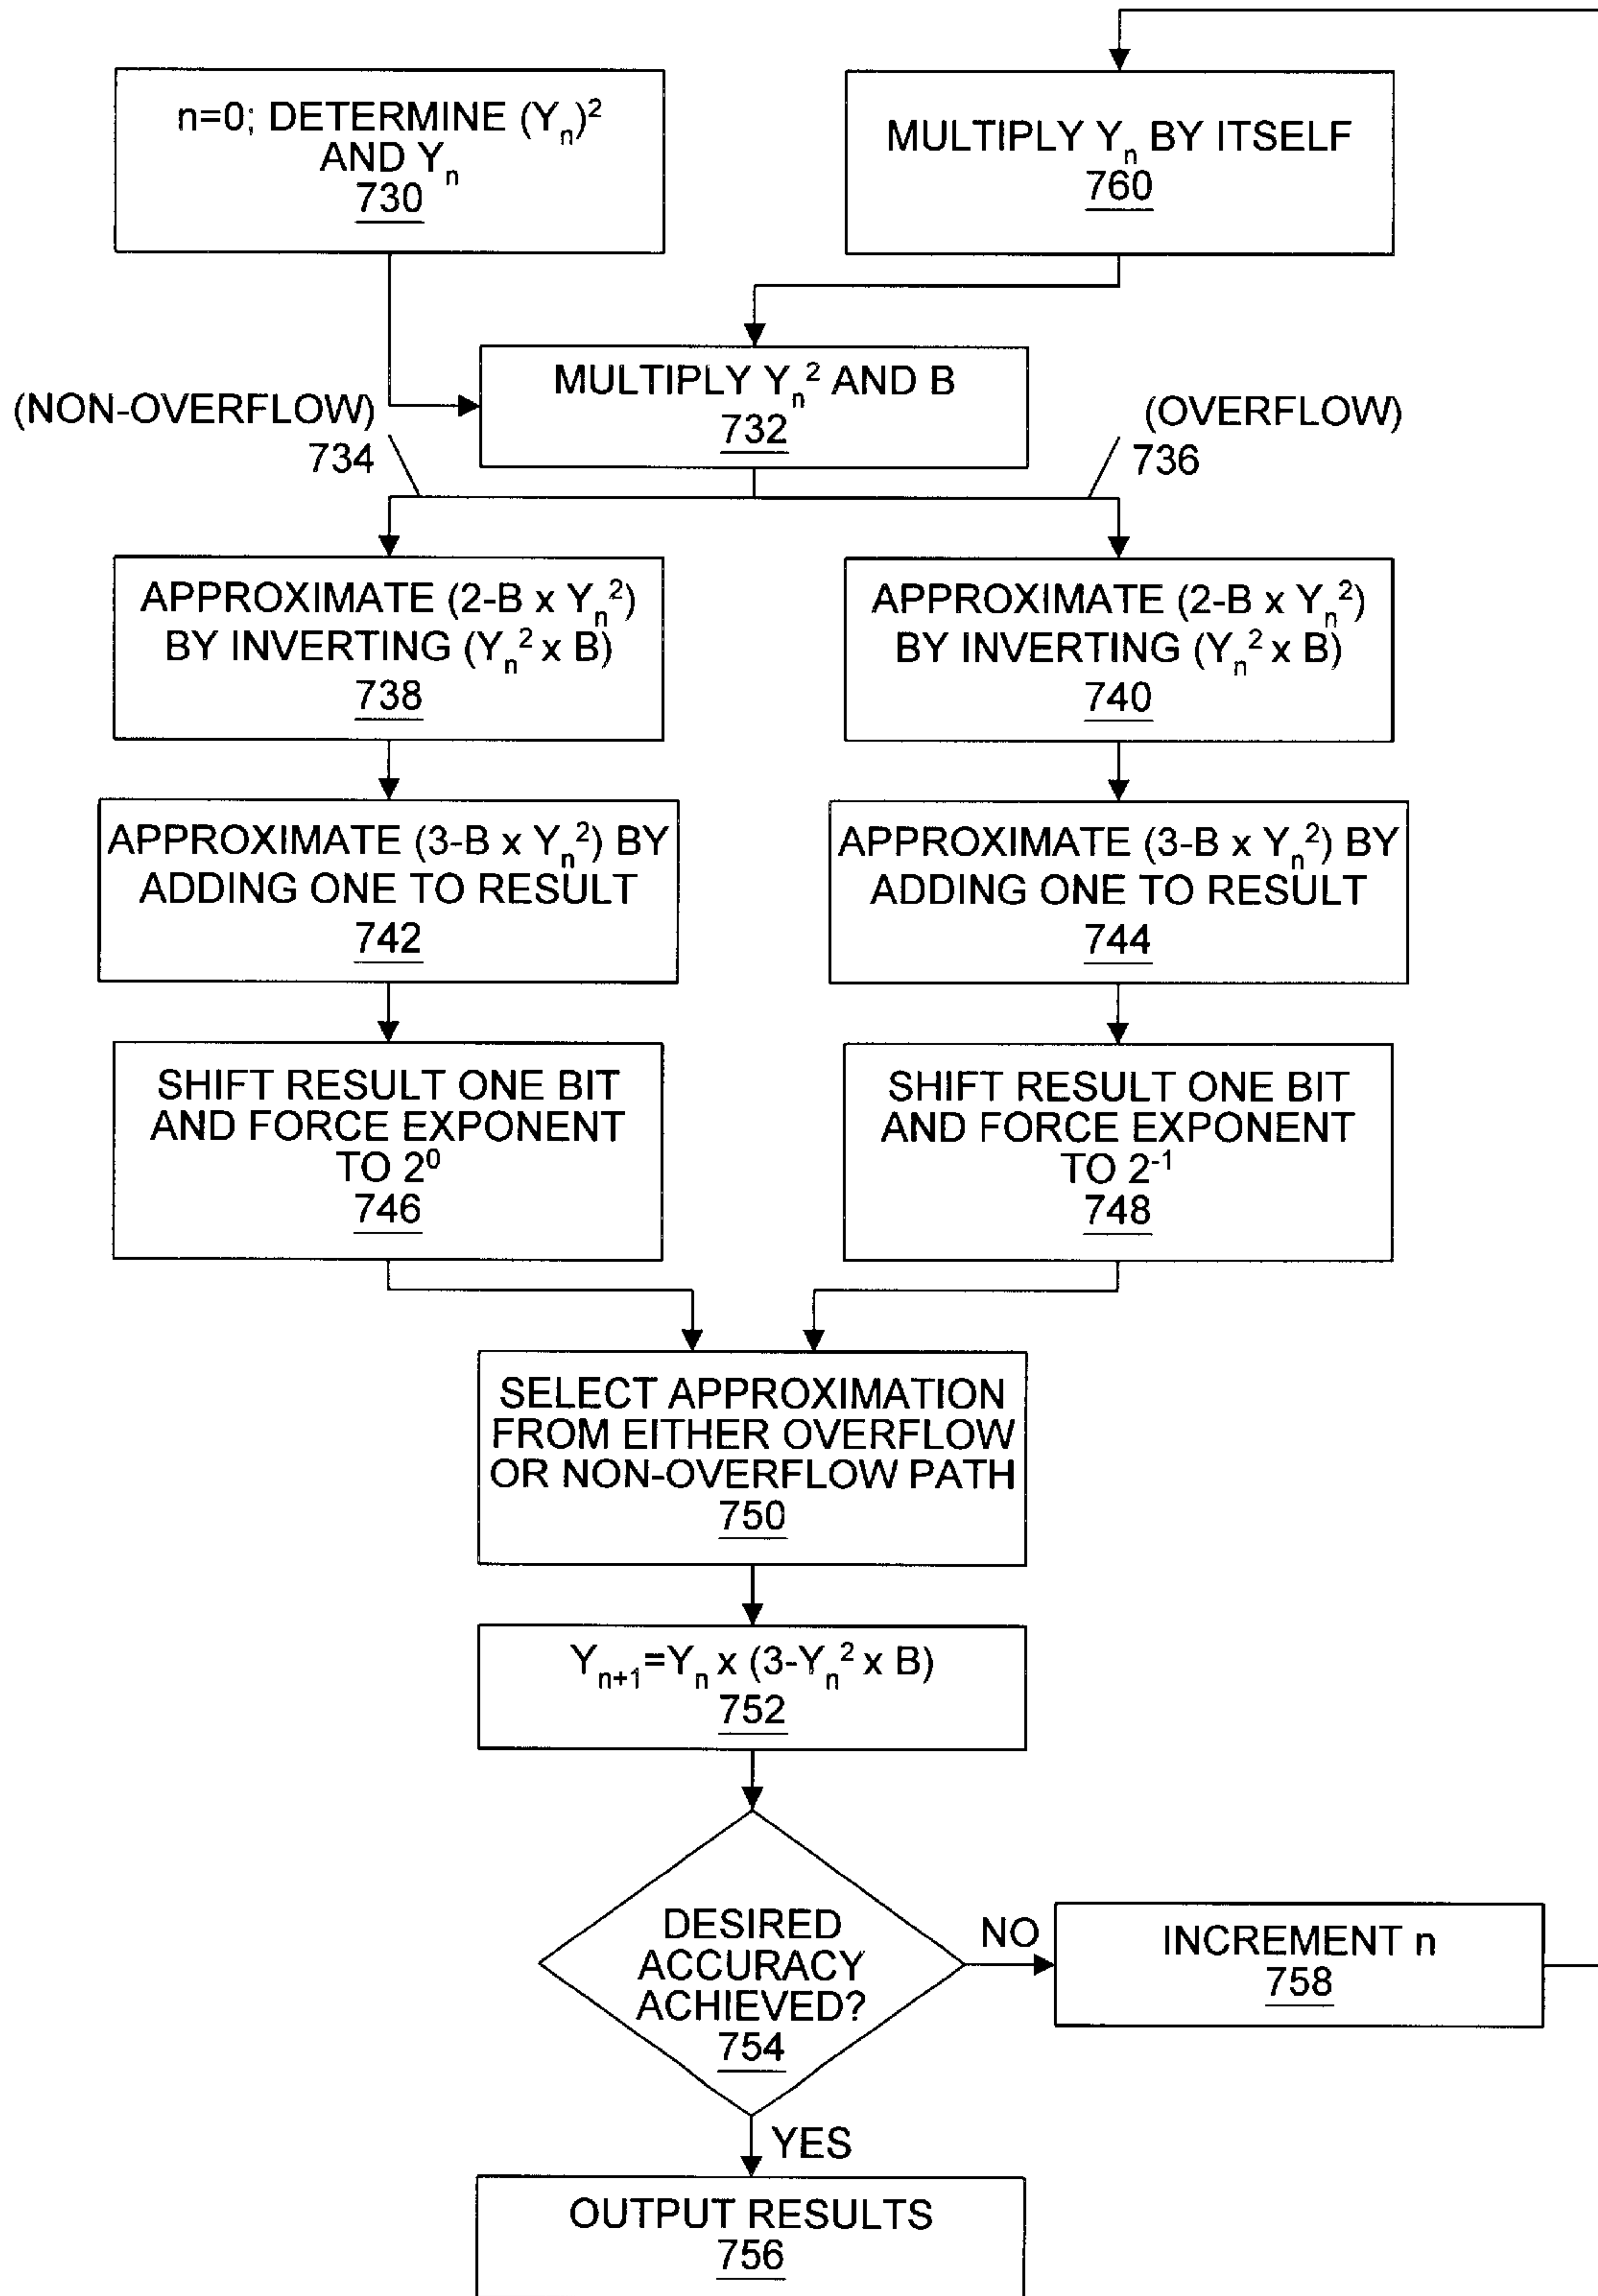 n=0; DETERMINE (Yₙ)²
AND Yₙ
730
MULTIPLY Yₙ BY ITSELF
760
MULTIPLY Yₙ² AND B
732
(NON-OVERFLOW)
734
(OVERFLOW)
736
APPROXIMATE (2-B x Yₙ²)
BY INVERTING (Yₙ² x B)
738
APPROXIMATE (2-B x Yₙ²)
BY INVERTING (Yₙ² x B)
740
APPROXIMATE (3-B x Yₙ²) BY
ADDING ONE TO RESULT
742
APPROXIMATE (3-B x Yₙ²) BY
ADDING ONE TO RESULT
744
SHIFT RESULT ONE BIT
AND FORCE EXPONENT
TO 2⁰
746
SHIFT RESULT ONE BIT
AND FORCE EXPONENT
TO 2⁻¹
748
SELECT APPROXIMATION
FROM EITHER OVERFLOW
OR NON-OVERFLOW PATH
750
Yₙ₊₁=Yₙ x (3-Yₙ² x B)
752
DESIRED
ACCURACY
ACHIEVED?
754
NO
INCREMENT n
758
YES
OUTPUT RESULTS
756